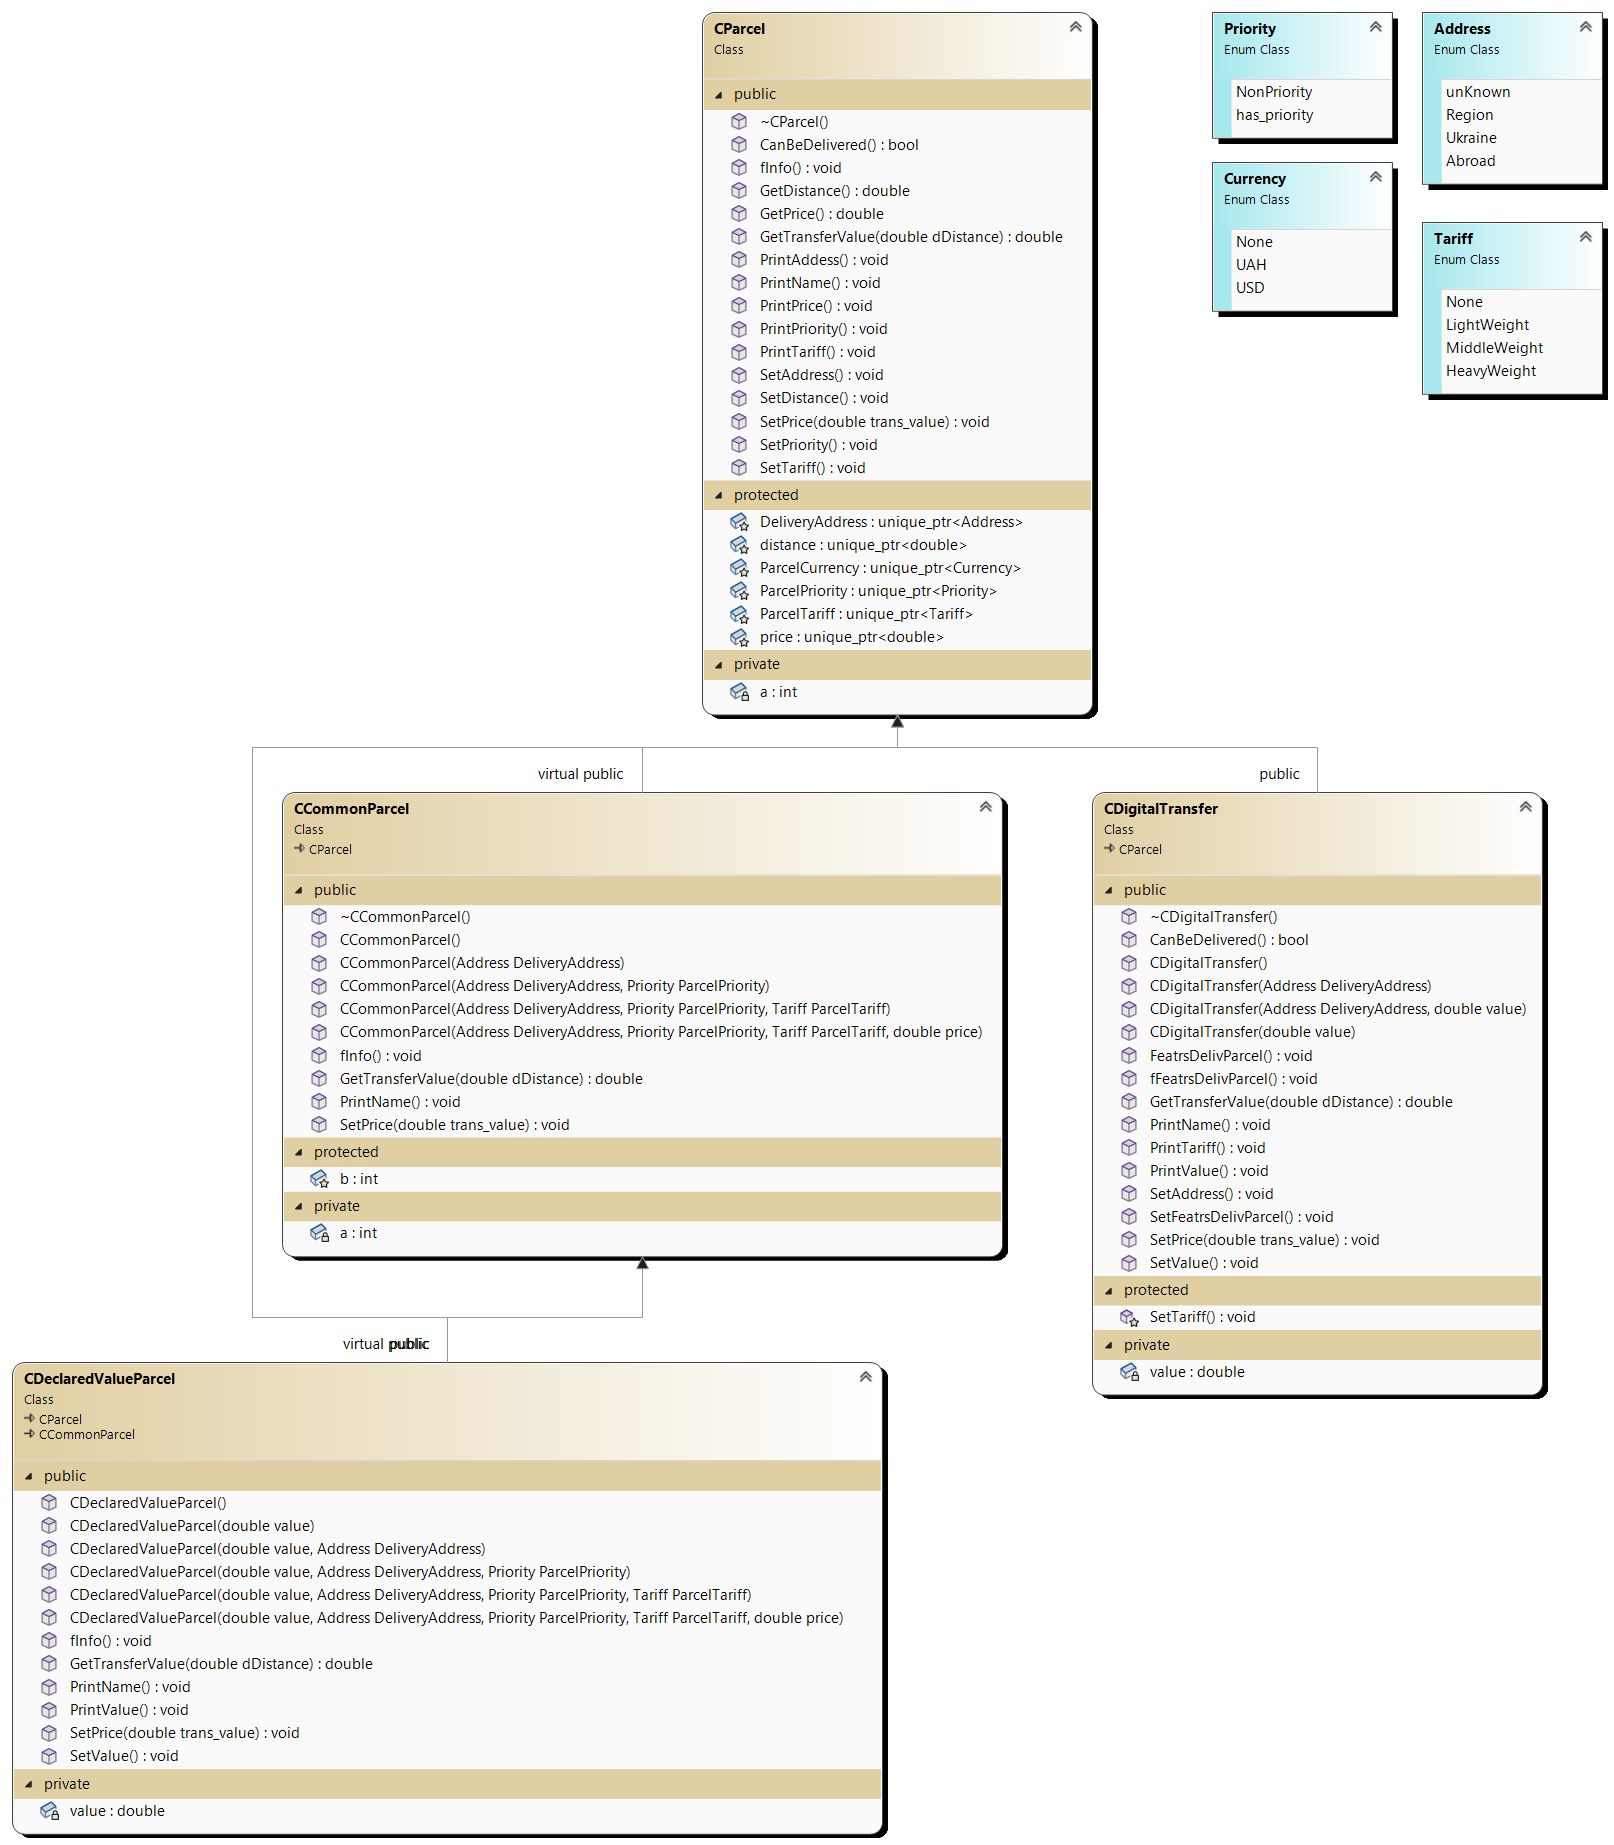 CParcel
Class
public
~CParcel()
CanBeDelivered() : bool
fInfo() : void
GetDistance() : double
GetPrice() : double
GetTransferValue(double dDistance) : double
PrintAddess() : void
PrintName() : void
PrintPrice() : void
PrintPriority() : void
PrintTariff() : void
SetAddress() : void
SetDistance() : void
SetPrice(double trans_value) : void
SetPriority() : void
SetTariff() : void
protected
DeliveryAddress : unique_ptr<Address>
distance : unique_ptr<double>
ParcelCurrency : unique_ptr<Currency>
ParcelPriority : unique_ptr<Priority>
ParcelTariff : unique_ptr<Tariff>
price : unique_ptr<double>
private
a : int
Priority
Enum Class
NonPriority
has_priority
Address
Enum Class
unKnown
Region
Ukraine
Abroad
Currency
Enum Class
None
UAH
USD
Tariff
Enum Class
None
LightWeight
MiddleWeight
HeavyWeight
virtual public
public
CCommonParcel
Class
CParcel
public
~CCommonParcel()
CCommonParcel()
CCommonParcel(Address DeliveryAddress)
CCommonParcel(Address DeliveryAddress, Priority ParcelPriority)
CCommonParcel(Address DeliveryAddress, Priority ParcelPriority, Tariff ParcelTariff)
CCommonParcel(Address DeliveryAddress, Priority ParcelPriority, Tariff ParcelTariff, double price)
fInfo() : void
GetTransferValue(double dDistance) : double
PrintName() : void
SetPrice(double trans_value) : void
protected
b : int
private
a : int
CDigitalTransfer
Class
CParcel
public
~CDigitalTransfer()
CanBeDelivered() : bool
CDigitalTransfer()
CDigitalTransfer(Address DeliveryAddress)
CDigitalTransfer(Address DeliveryAddress, double value)
CDigitalTransfer(double value)
FeatrsDelivParcel() : void
fFeatrsDelivParcel() : void
GetTransferValue(double dDistance) : double
PrintName() : void
PrintTariff() : void
PrintValue() : void
SetAddress() : void
SetFeatrsDelivParcel() : void
SetPrice(double trans_value) : void
SetValue() : void
protected
SetTariff() : void
private
value : double
virtual public
CDeclaredValueParcel
Class
CParcel
CCommonParcel
public
CDeclaredValueParcel()
CDeclaredValueParcel(double value)
CDeclaredValueParcel(double value, Address DeliveryAddress)
CDeclaredValueParcel(double value, Address DeliveryAddress, Priority ParcelPriority)
CDeclaredValueParcel(double value, Address DeliveryAddress, Priority ParcelPriority, Tariff ParcelTariff)
CDeclaredValueParcel(double value, Address DeliveryAddress, Priority ParcelPriority, Tariff ParcelTariff, double price)
fInfo() : void
GetTransferValue(double dDistance) : double
PrintName() : void
PrintValue() : void
SetPrice(double trans_value) : void
SetValue() : void
private
value : double